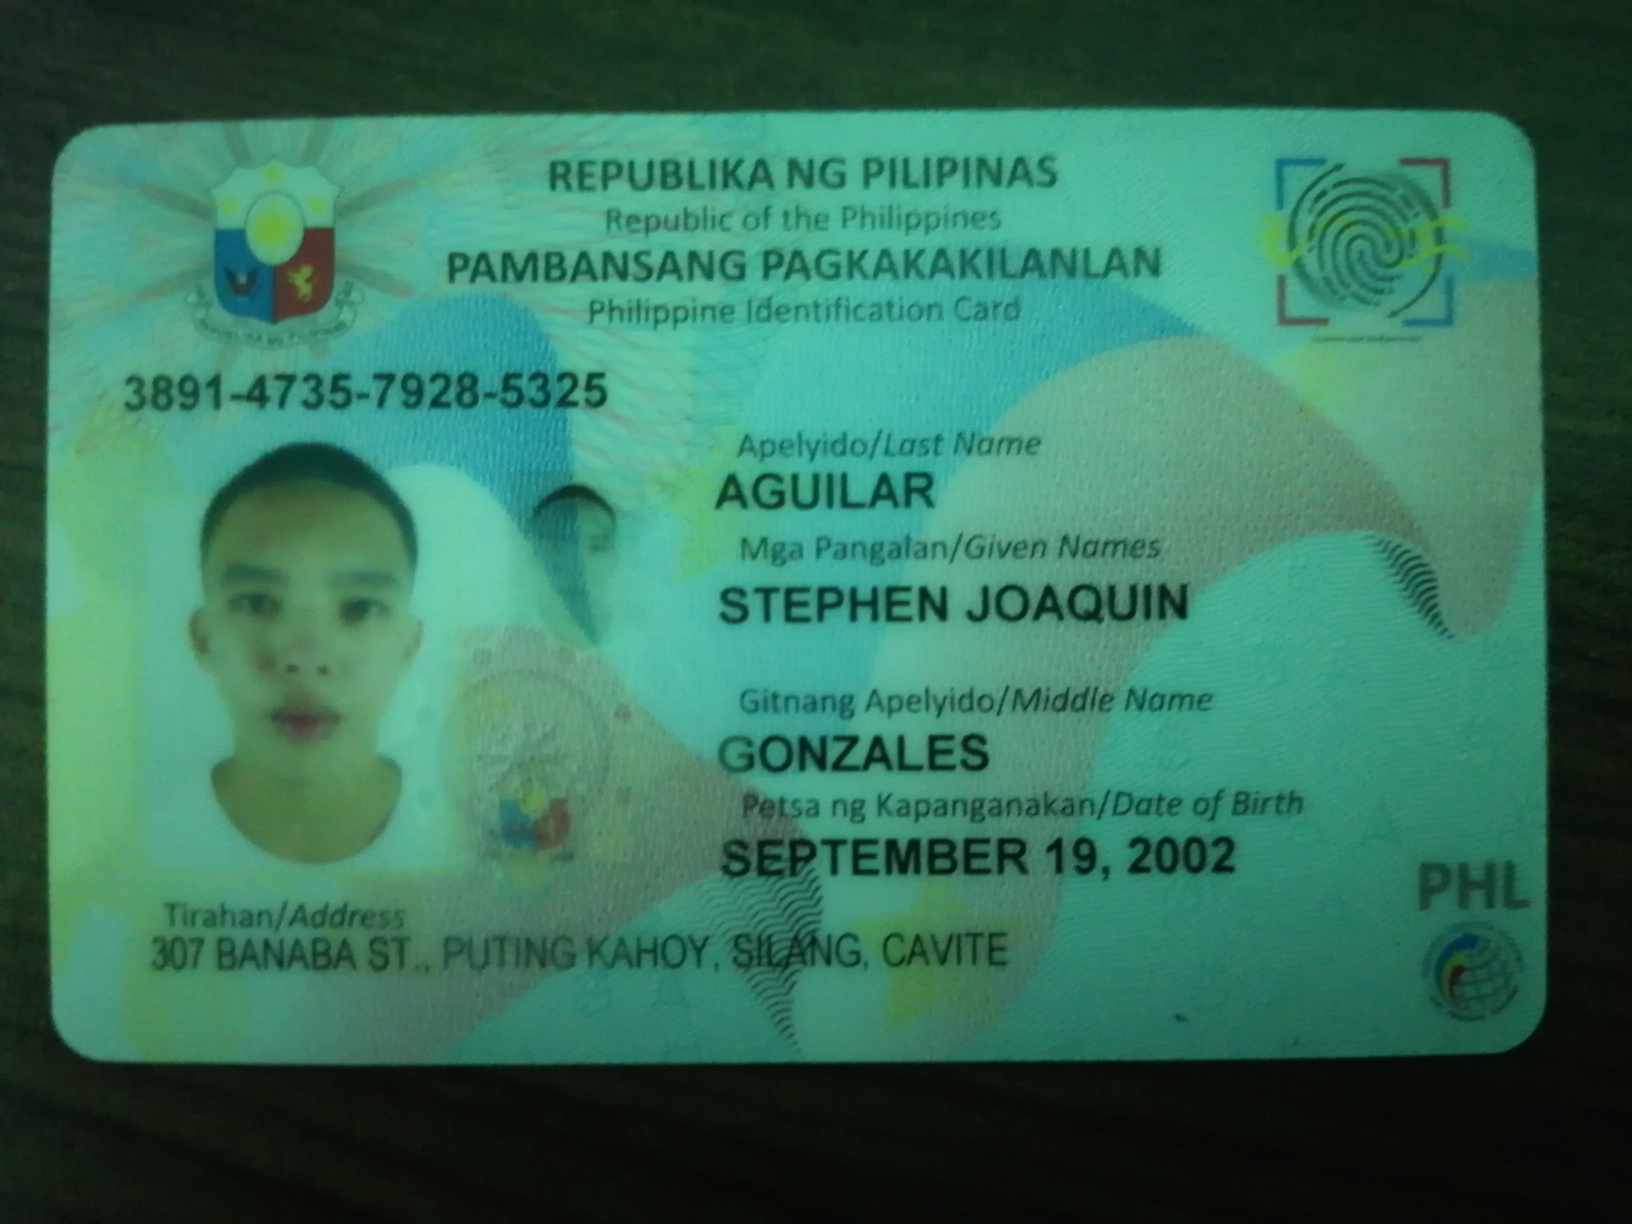 REPUBLIKA NG PILIPINAS
Republic of the Philippines
PAMBANSANG PAGKAKAKILANLAN
Philippine Identification Card
3891-4735-7928-5325
Apelyido/Last Name
AGUILAR
Mga Pangalan/Given Names
STEPHEN JOAQUIN
Gitnang Apelyido/Middle Name
GONZALES
Petsa ng Kapanganakan/Date of Birth
SEPTEMBER 19, 2002
Tirahan/Address
307 BANABA ST., PUTING KAHOY, SILANG, CAVITE
PHL